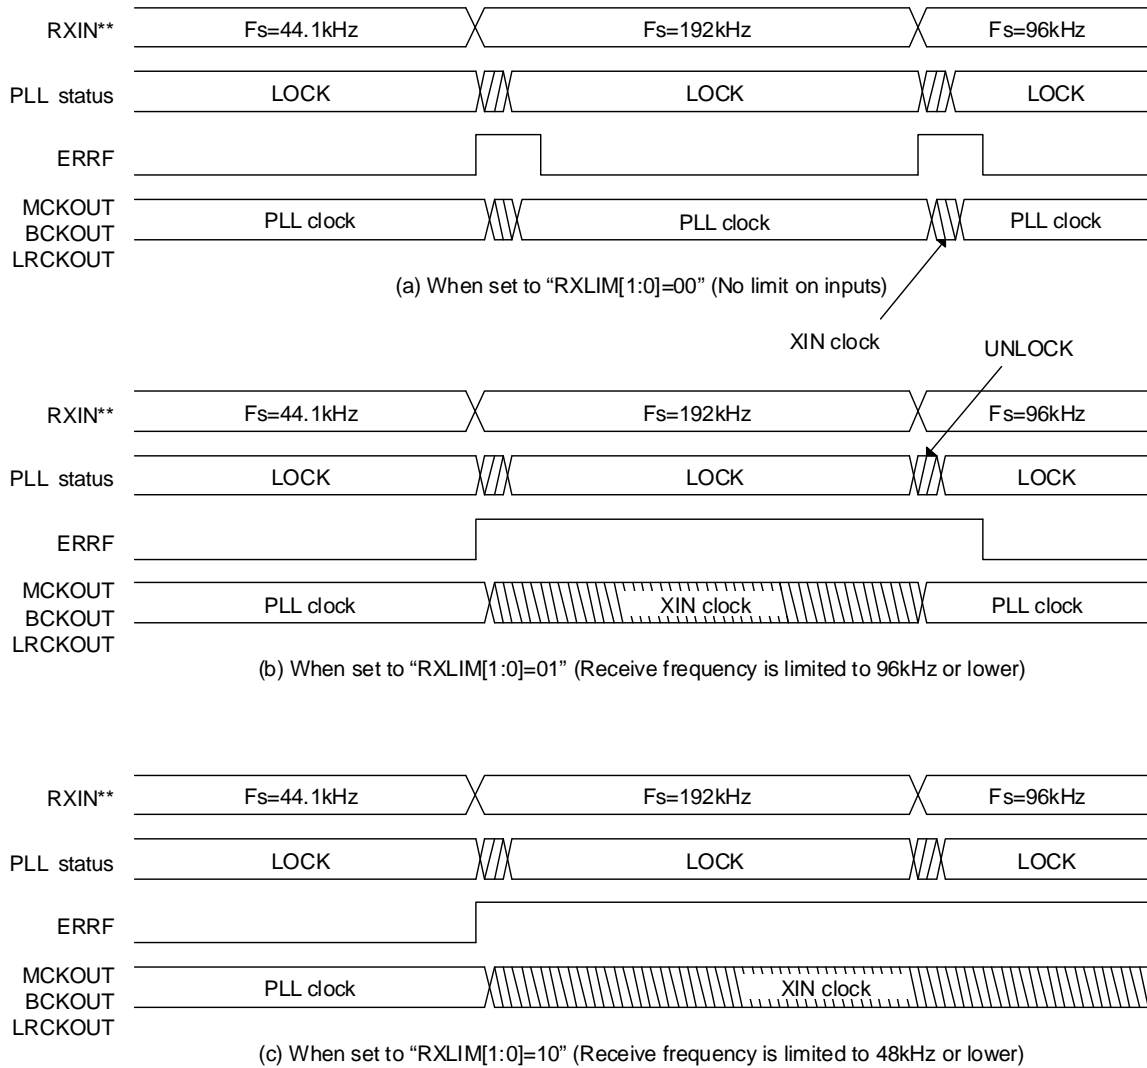 RXIN** Fs=44.1kHz Fs=192kHz Fs=96kHz
PLL status LOCK LOCK LOCK
ERRF
MCKOUT
BCKOUT
LRCKOUT
PLL clock PLL clock PLL clock
(a) When set to “RXLIM[1:0]=00” (No limit on inputs)
XIN clock
UNLOCK
RXIN** Fs=44.1kHz Fs=192kHz Fs=96kHz
PLL status LOCK LOCK LOCK
ERRF
MCKOUT
BCKOUT
LRCKOUT
PLL clock XIN clock PLL clock
(b) When set to “RXLIM[1:0]=01” (Receive frequency is limited to 96kHz or lower)
RXIN** Fs=44.1kHz Fs=192kHz Fs=96kHz
PLL status LOCK LOCK LOCK
ERRF
MCKOUT
BCKOUT
LRCKOUT
PLL clock XIN clock
(c) When set to “RXLIM[1:0]=10” (Receive frequency is limited to 48kHz or lower)